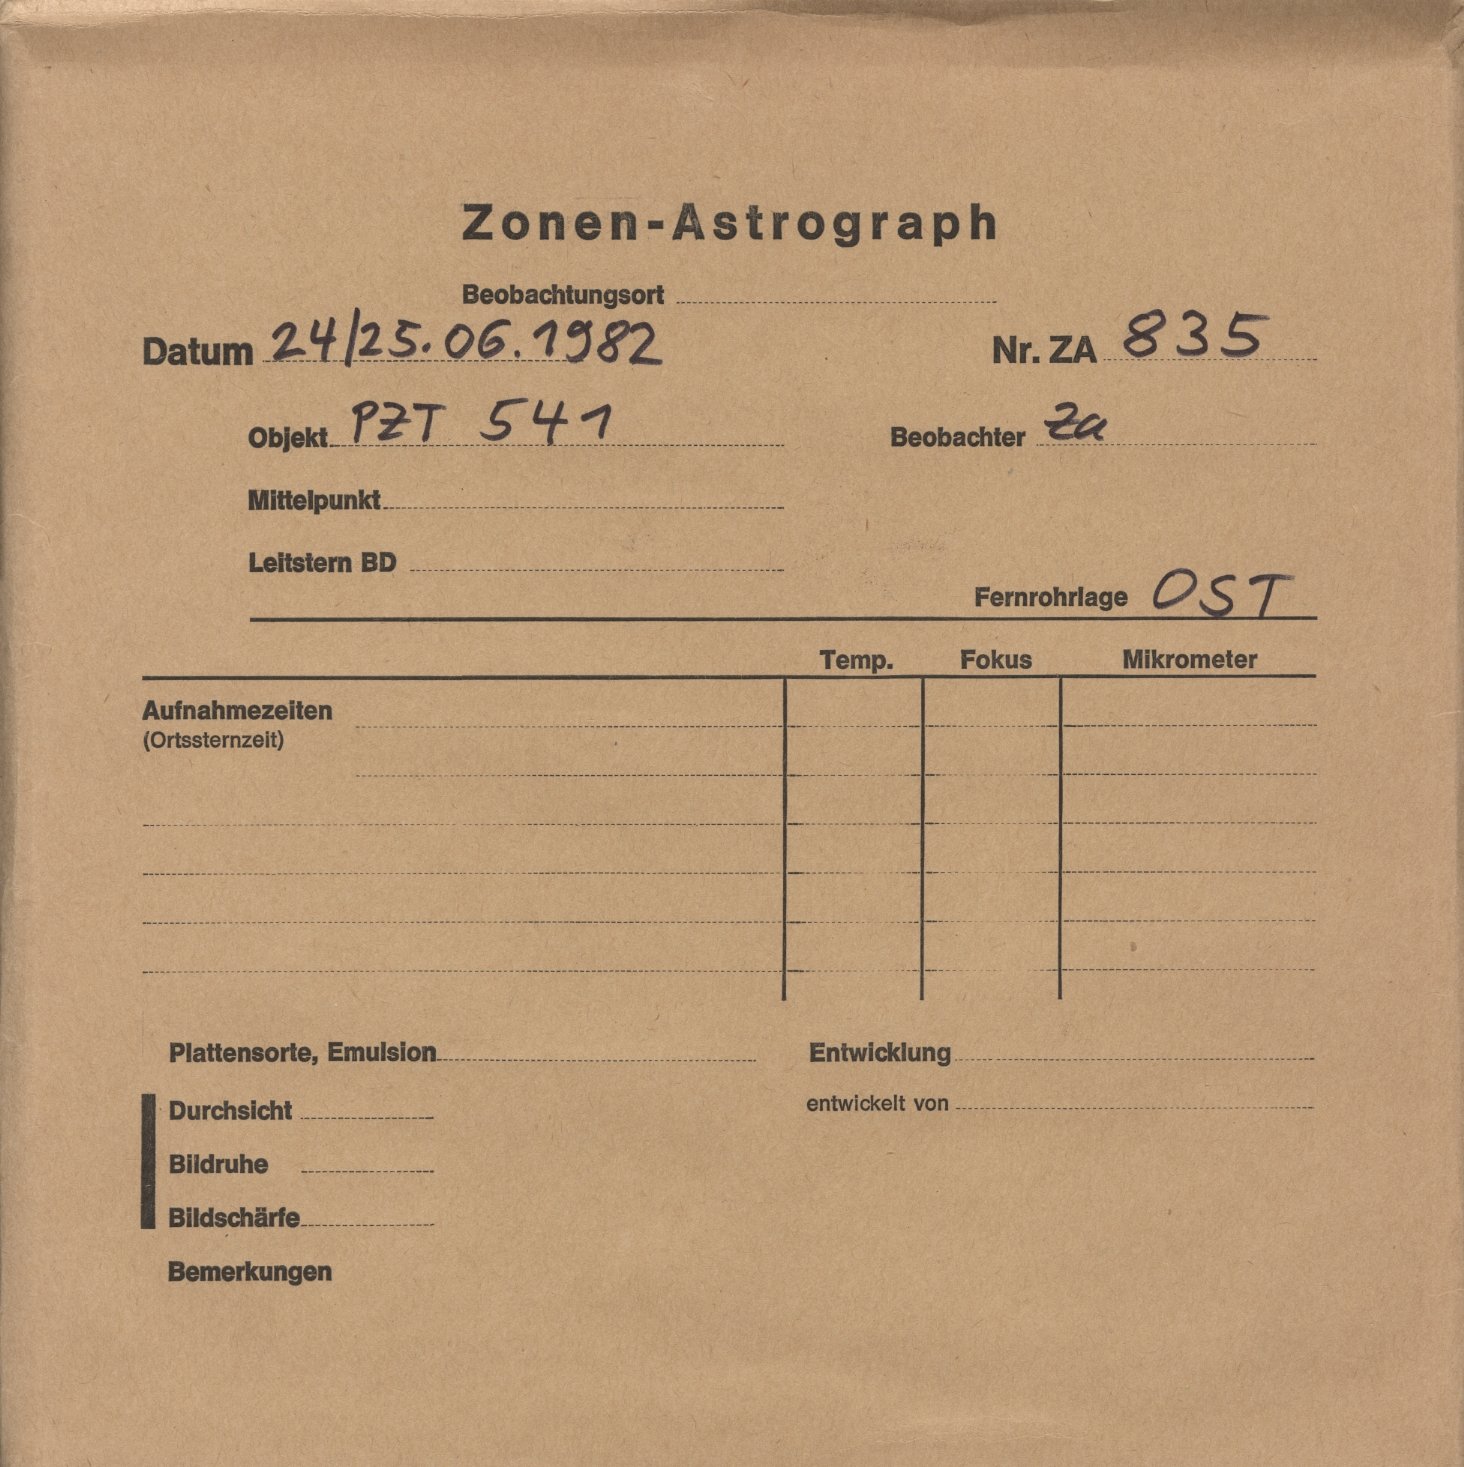 Zonen-Astrograph
Beobachtungsort
Datum 24/25.06.1982 Nr. ZA 835
Objekt PZT 541 Beobachter Za
Mittelpunkt
Leitstern BD
Fernrohrlage OST
Temp. Fokus Mikrometer
Aufnahmezeiten
(Ortssternzeit)
Plattensorte, Emulsion Entwicklung
Durchsicht entwickelt von
Bildruhe
Bildschärfe
Bemerkungen